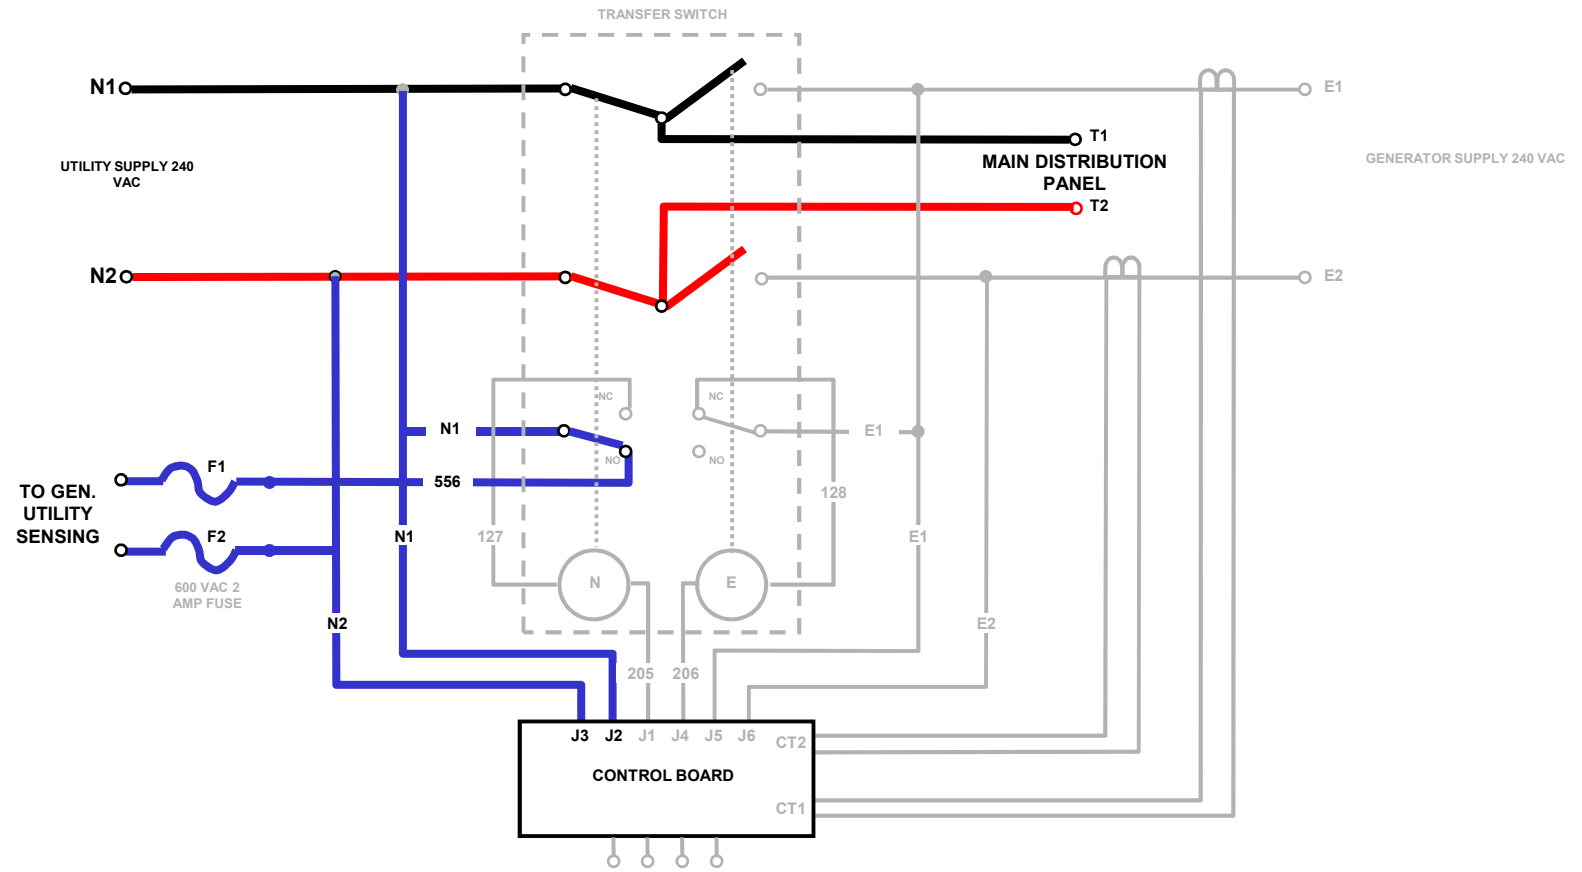 TRANSFER SWITCH
N1
E1
T1
UTILITY SUPPLY 240
VAC
MAIN DISTRIBUTION
PANEL
GENERATOR SUPPLY 240 VAC
T2
N2
E2
NC
NC
N1
E1
NO
NO
F1
556
128
TO GEN.
UTILITY
SENSING
F2
N1
127
E1
600 VAC 2
AMP FUSE
N
E
N2
E2
205
206
J3
J2
J1
J4
J5
J6
CT2
CONTROL BOARD
CT1